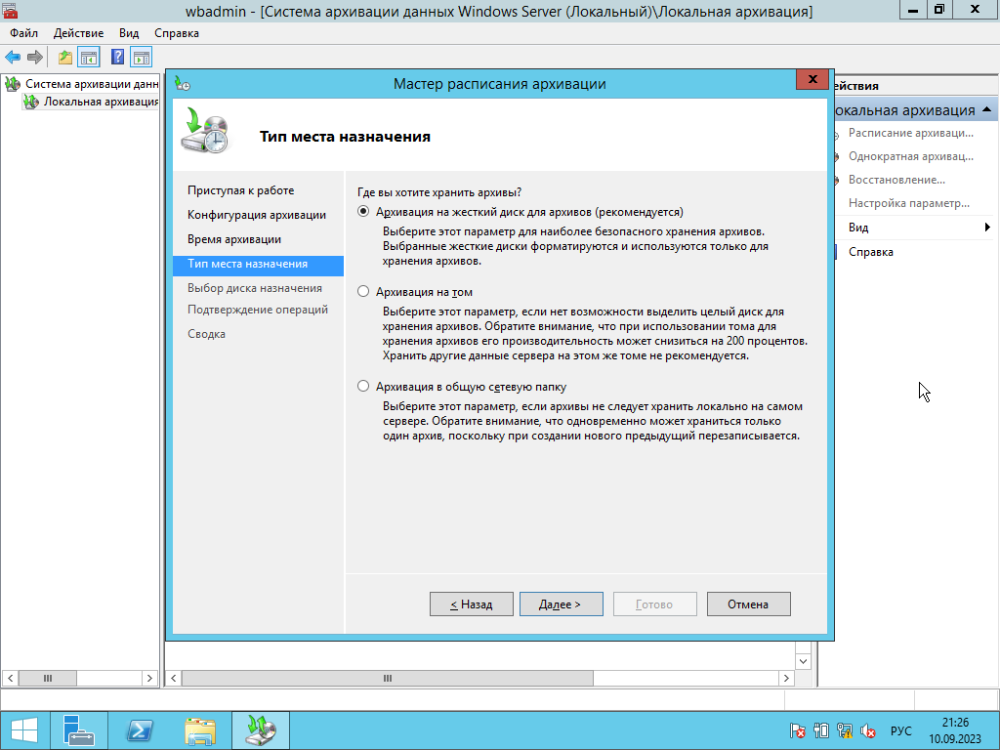 wbadmin - [Система архивации данных Windows Server (Локальный)\Локальная архивация]
Файл Действие Вид Справка
Система архивации данн
Локальная архивация
Мастер расписания архивации
Тип места назначения
Приступая к работе
Конфигурация архивации
Время архивации
Тип места назначения
Выбор диска назначения
Подтверждение операций
Сводка
Где вы хотите хранить архивы?
Архивация на жесткий диск для архивов (рекомендуется)
Выберите этот параметр для наиболее безопасного хранения архивов.
Выбранные жесткие диски форматируются и используются только для
хранения архивов.
Архивация на том
Выберите этот параметр, если нет возможности выделить целый диск для
хранения архивов. Обратите внимание, что при использовании тома для
хранения архивов его производительность может снизиться на 200 процентов.
Хранить другие данные сервера на этом же томе не рекомендуется.
Архивация в общую сетевую папку
Выберите этот параметр, если архивы не следует хранить локально на самом
сервере. Обратите внимание, что одновременно может храниться только
один архив, поскольку при создании нового предыдущий перезаписывается.
< Назад Далее > Готово Отмена
ействия
окальная архивация
Расписание архиваци...
Однократная архивац...
Восстановление...
Настройка параметр...
Вид
Справка
РУС
21:26
10.09.2023